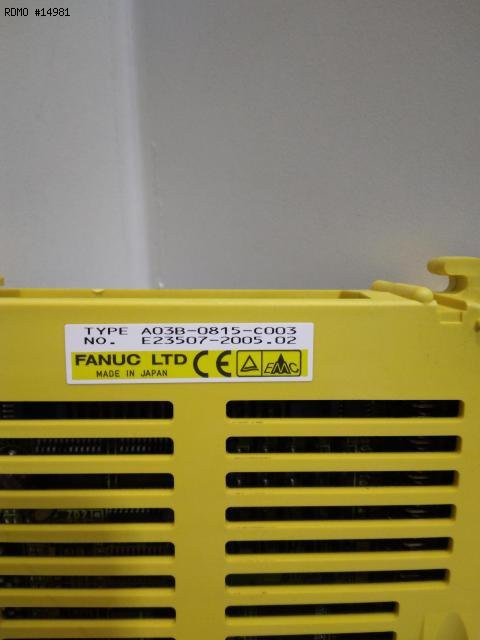 RDMO #14981
TYPE A03B-0815-C003
NO. E23507-2005.02
FANUC LTD CE EMC
MADE IN JAPAN